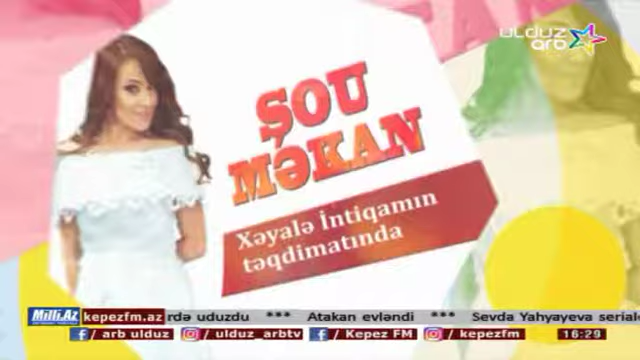 ulduz
arb
ŞOU
MƏKAN
Xəyalə İntiqamın
təqdimatında
Milli.Az
kepezfm.az
rdə uduzdu *** Atakan evləndi *** Sevda Yahyayeva seriale
/ arb ulduz / ulduz_arbtv / Kepez FM / kepezfm
16:29